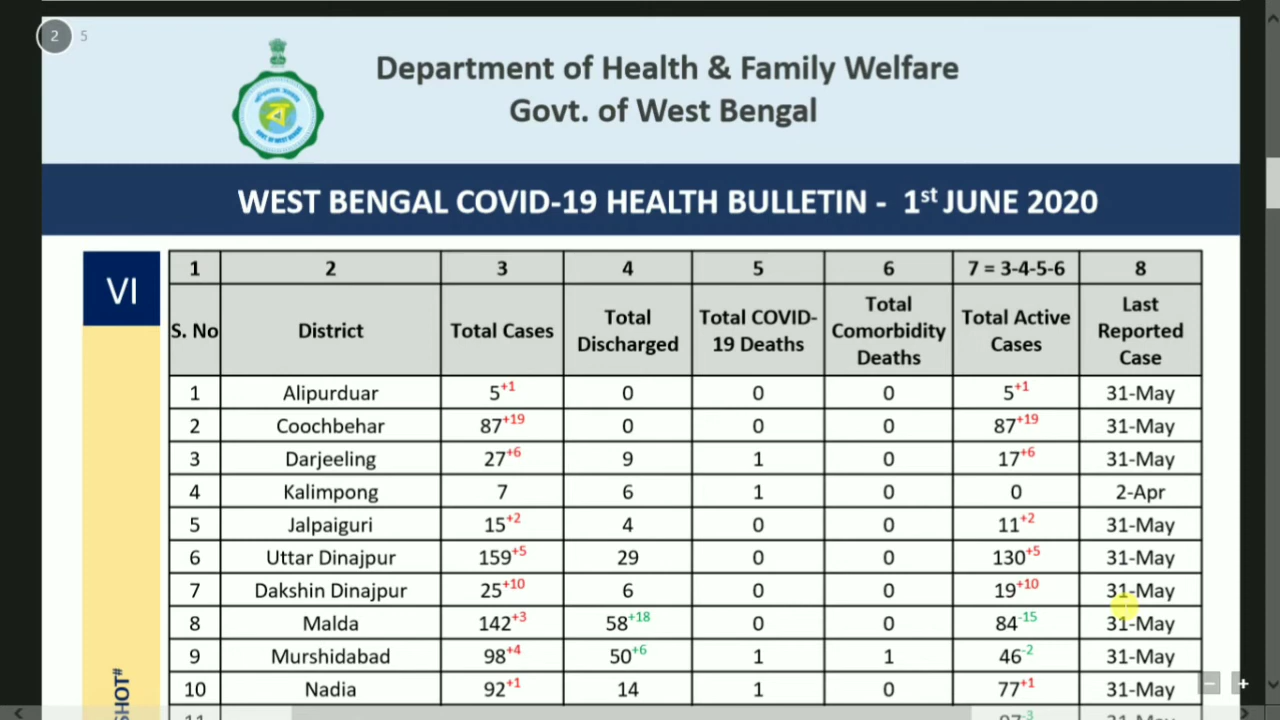 2 5
Department of Health & Family Welfare
Govt. of West Bengal
WEST BENGAL COVID-19 HEALTH BULLETIN - 1st JUNE 2020
VI
1 2 3 4 5 6 7 = 3-4-5-6 8
S. No District Total Cases Total Discharged Total COVID-19 Deaths Total Comorbidity Deaths Total Active Cases Last Reported Case
1 Alipurduar 5+1 0 0 0 5+1 31-May
2 Coochbehar 87+19 0 0 0 87+19 31-May
3 Darjeeling 27+6 9 1 0 17+6 31-May
4 Kalimpong 7 6 1 0 0 2-Apr
5 Jalpaiguri 15+2 4 0 0 11+2 31-May
6 Uttar Dinajpur 159+5 29 0 0 130+5 31-May
7 Dakshin Dinajpur 25+10 6 0 0 19+10 31-May
8 Malda 142+3 58+18 0 0 84-15 31-May
9 Murshidabad 98+4 50+6 1 1 46-2 31-May
10 Nadia 92+1 14 1 0 77+1 31-May